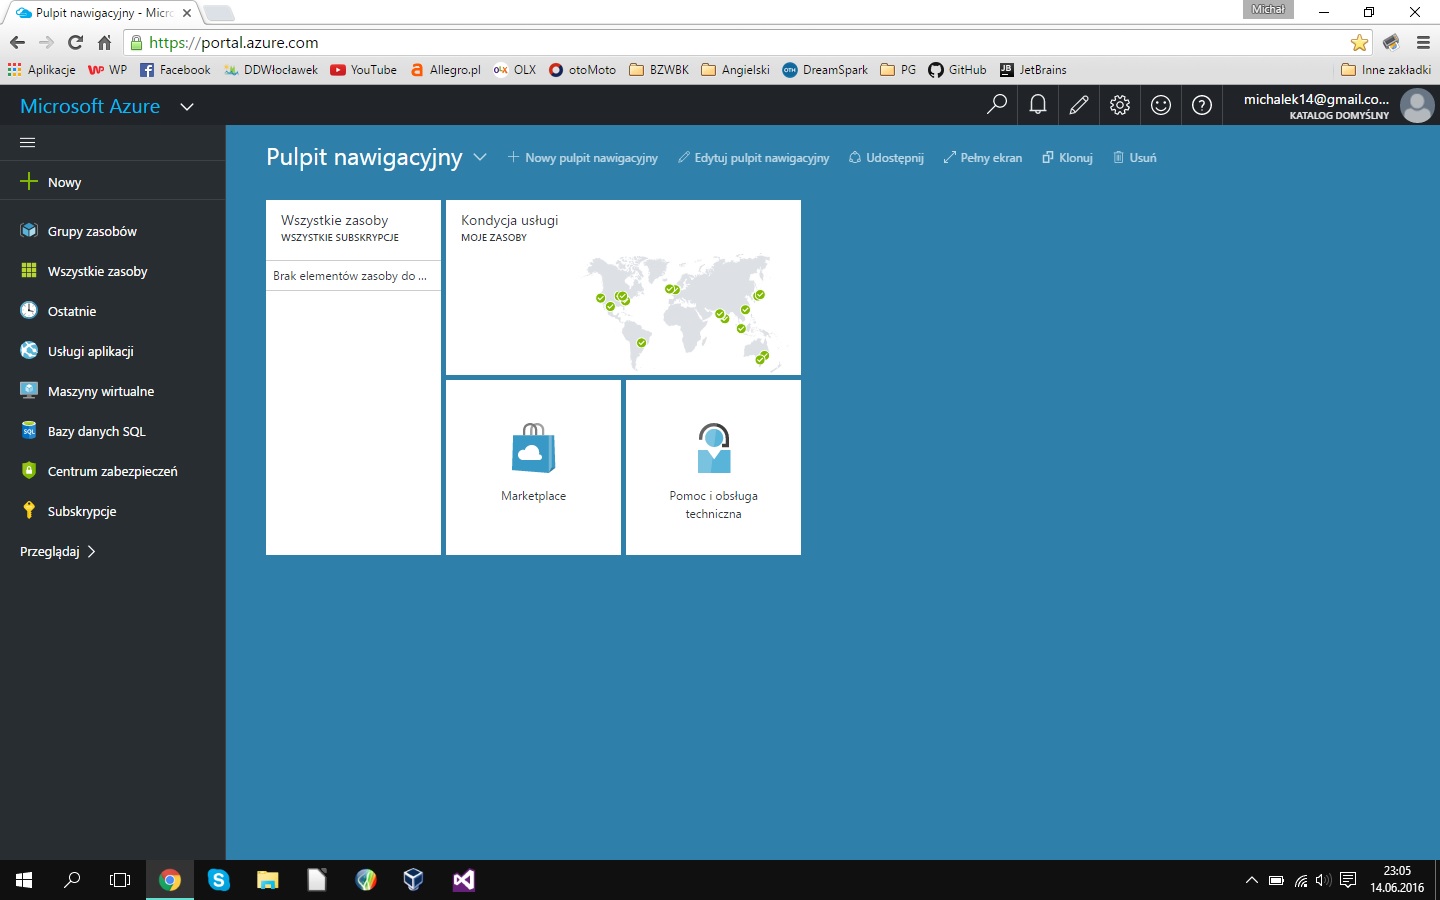 Pulpit nawigacyjny - Micro
Michał
https://portal.azure.com
Aplikacje WP WP Facebook DDWłocławek YouTube Allegro.pl OLX otoMoto BZWBK Angielski DreamSpark PG GitHub JetBrains Inne zakładki
Microsoft Azure
michalek14@gmail.co...
KATALOG DOMYŚLNY
Pulpit nawigacyjny Nowy pulpit nawigacyjny Edytuj pulpit nawigacyjny Udostępnij Pełny ekran Klonuj Usuń
Nowy
Grupy zasobów
Wszystkie zasoby
Ostatnie
Usługi aplikacji
Maszyny wirtualne
SQL Bazy danych SQL
Centrum zabezpieczeń
Subskrypcje
Przeglądaj
Wszystkie zasoby
WSZYSTKIE SUBSKRYPCJE
Brak elementów zasoby do ...
Kondycja usługi
MOJE ZASOBY
Marketplace
Pomoc i obsługa
techniczna
23:05
14.06.2016